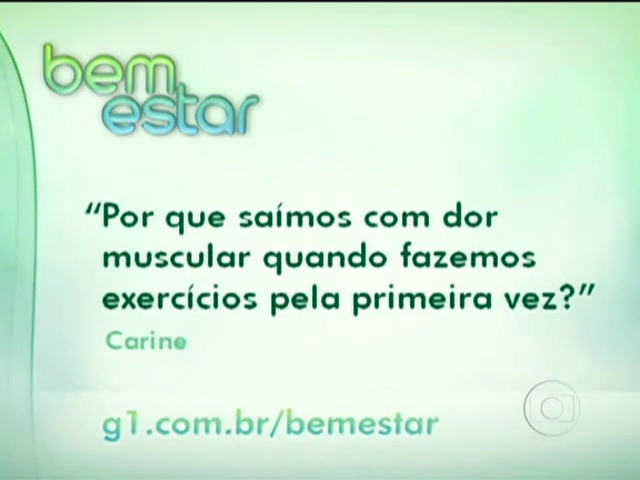 bem
estar
“Por que saímos com dor
muscular quando fazemos
exercícios pela primeira vez?”
Carine
g1.com.br/bemestar